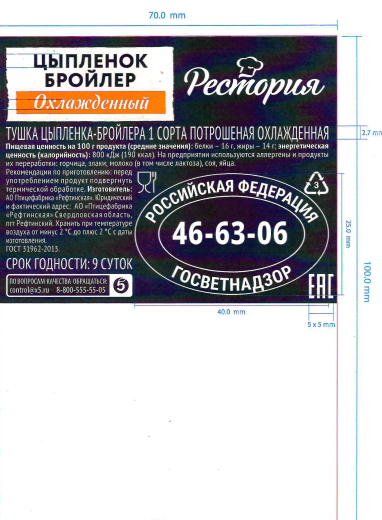 70.0 mm
ЦЫПЛЕНОК
БРОЙЛЕР
Охлажденный
Рестория
ТУШКА ЦЫПЛЕНКА-БРОЙЛЕРА 1 СОРТА ПОТРОШЕНАЯ ОХЛАЖДЕННАЯ
2,7 m
Пищевая ценность на 100 г продукта (средние значения): белки – 16 г, жиры – 14 г; энергетическая
ценность (калорийность): 800 кДж (190 ккал). На предприятии используются аллергены и продукты
их переработки: горчица, злаки, молоко (в том числе лактоза), соя, яйца.
Рекомендации по приготовлению: перед
употреблением продукт подвергнуть
термической обработке. Изготовитель:
АО Птицефабрика «Рефтинская». Юридический
и фактический адрес: АО «Птицефабрика
«Рефтинская» Свердловская область,
пгт Рефтинский. Хранить при температуре
воздуха от минус 2 °С до плюс 2 °С с даты
изготовления.
ГОСТ 31962-2013.
СРОК ГОДНОСТИ: 9 СУТОК
ПО ВОПРОСАМ КАЧЕСТВА ОБРАЩАТЬСЯ:
control@x5.ru 8-800-555-55-05
5
РОССИЙСКАЯ ФЕДЕРАЦИЯ
46-63-06
ГОСВЕТНАДЗОР
3
EAC
25.0 mm
100.0 mm
40.0 mm
5 x 5 mm